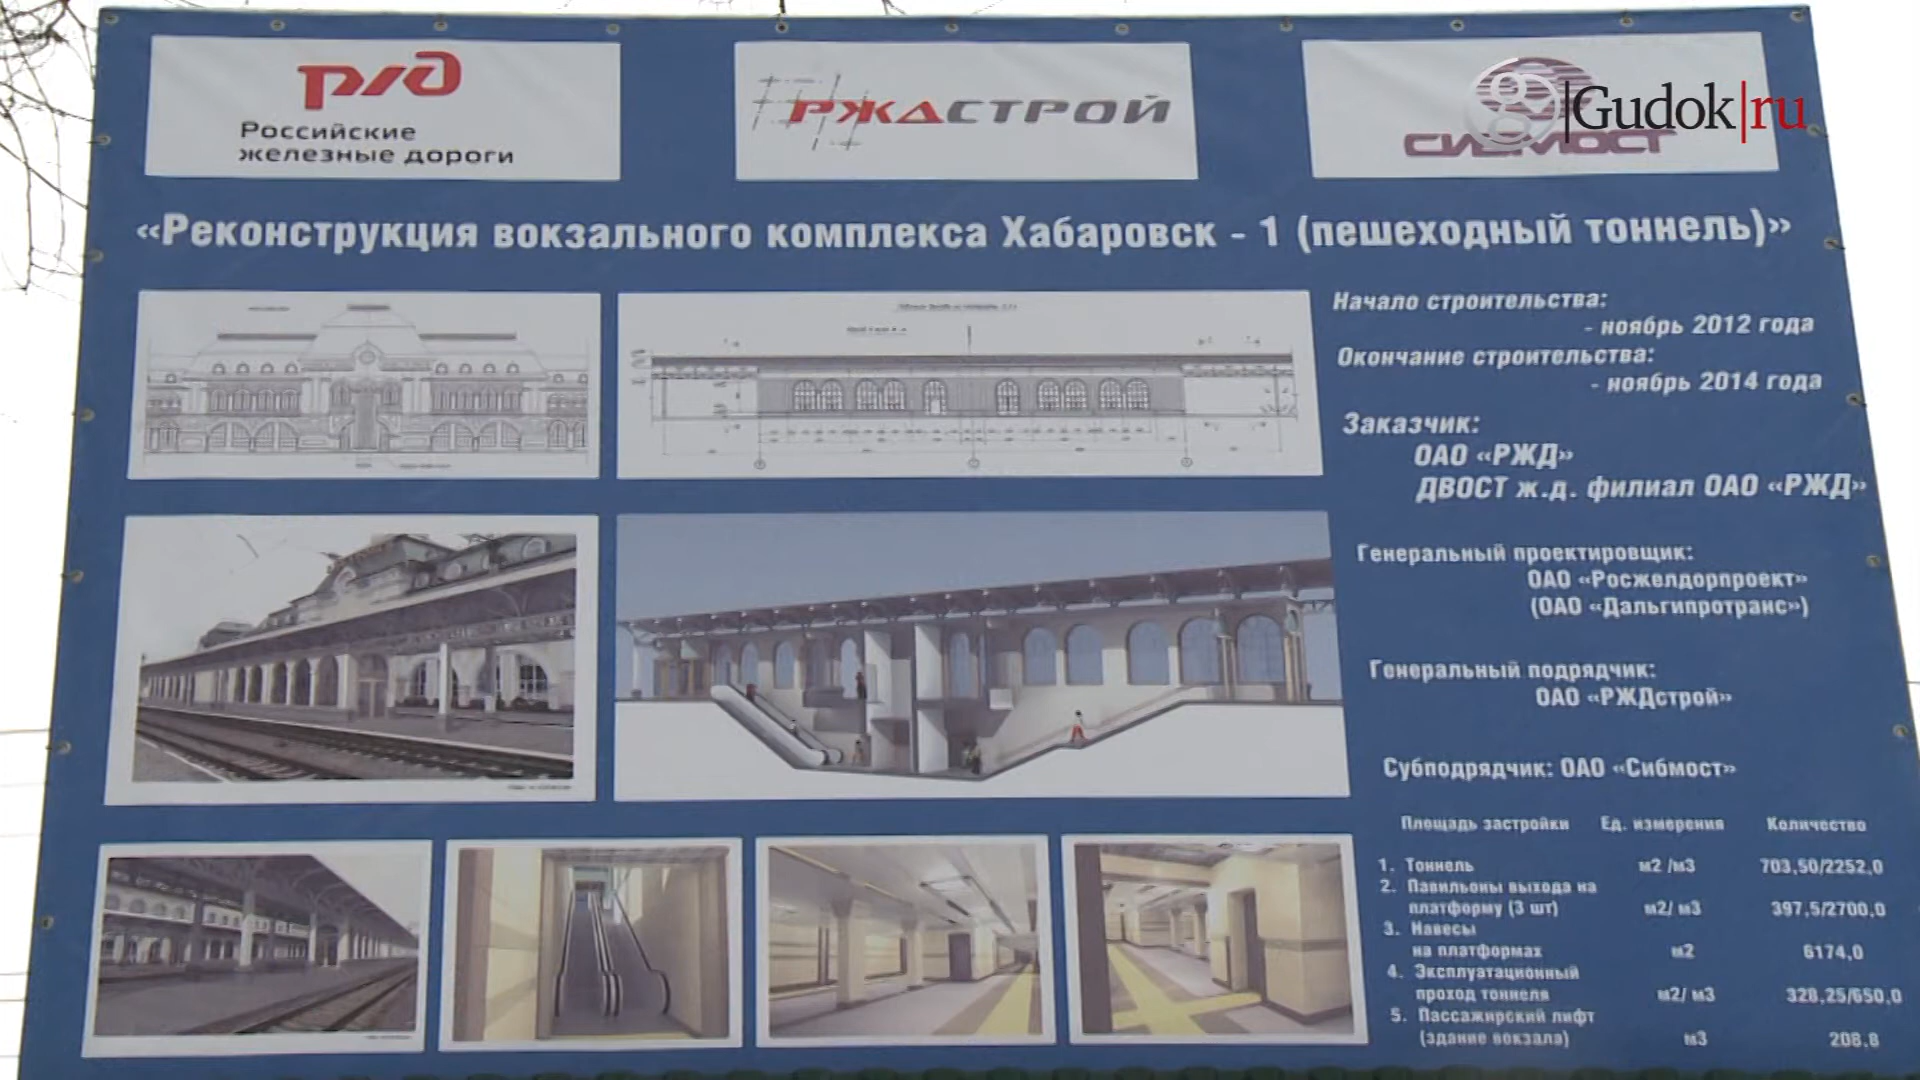 РЖД
Российские
железные дороги
РЖДСТРОЙ
СИБМОСТ
Gudok|ru
«Реконструкция вокзального комплекса Хабаровск - 1 (пешеходный тоннель)»
Начало строительства:
- ноябрь 2012 года
Окончание строительства:
- ноябрь 2014 года
Заказчик:
ОАО «РЖД»
ДВОСТ ж.д. филиал ОАО «РЖД»
Генеральный проектировщик:
ОАО «Росжелдорпроект»
(ОАО «Дальгипротранс»)
Генеральный подрядчик:
ОАО «РЖДстрой»
Субподрядчик: ОАО «Сибмост»
Площадь застройки Ед. измерения Количество
1. Тоннель м2 /м3 703,50/2252,0
2. Павильоны выхода на
платформу (3 шт) м2/ м3 397,5/2700,0
3. Навесы
на платформах м2 6174,0
4. Эксплуатационный
проход тоннеля м2/ м3 328,25/650,0
5. Пассажирский лифт
(здание вокзала) м3 208,8